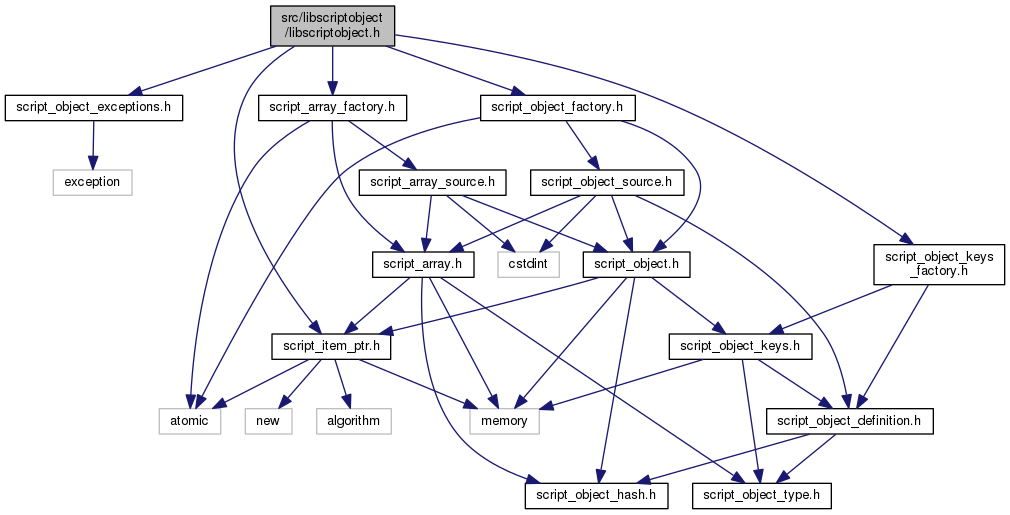 src/libscriptobject
/libscriptobject.h
script_object_exceptions.h
script_array_factory.h
script_object_factory.h
exception
script_array_source.h
script_object_source.h
script_array.h
cstdint
script_object.h
script_object_keys
_factory.h
script_item_ptr.h
script_object_keys.h
atomic
new
algorithm
memory
script_object_definition.h
script_object_hash.h
script_object_type.h